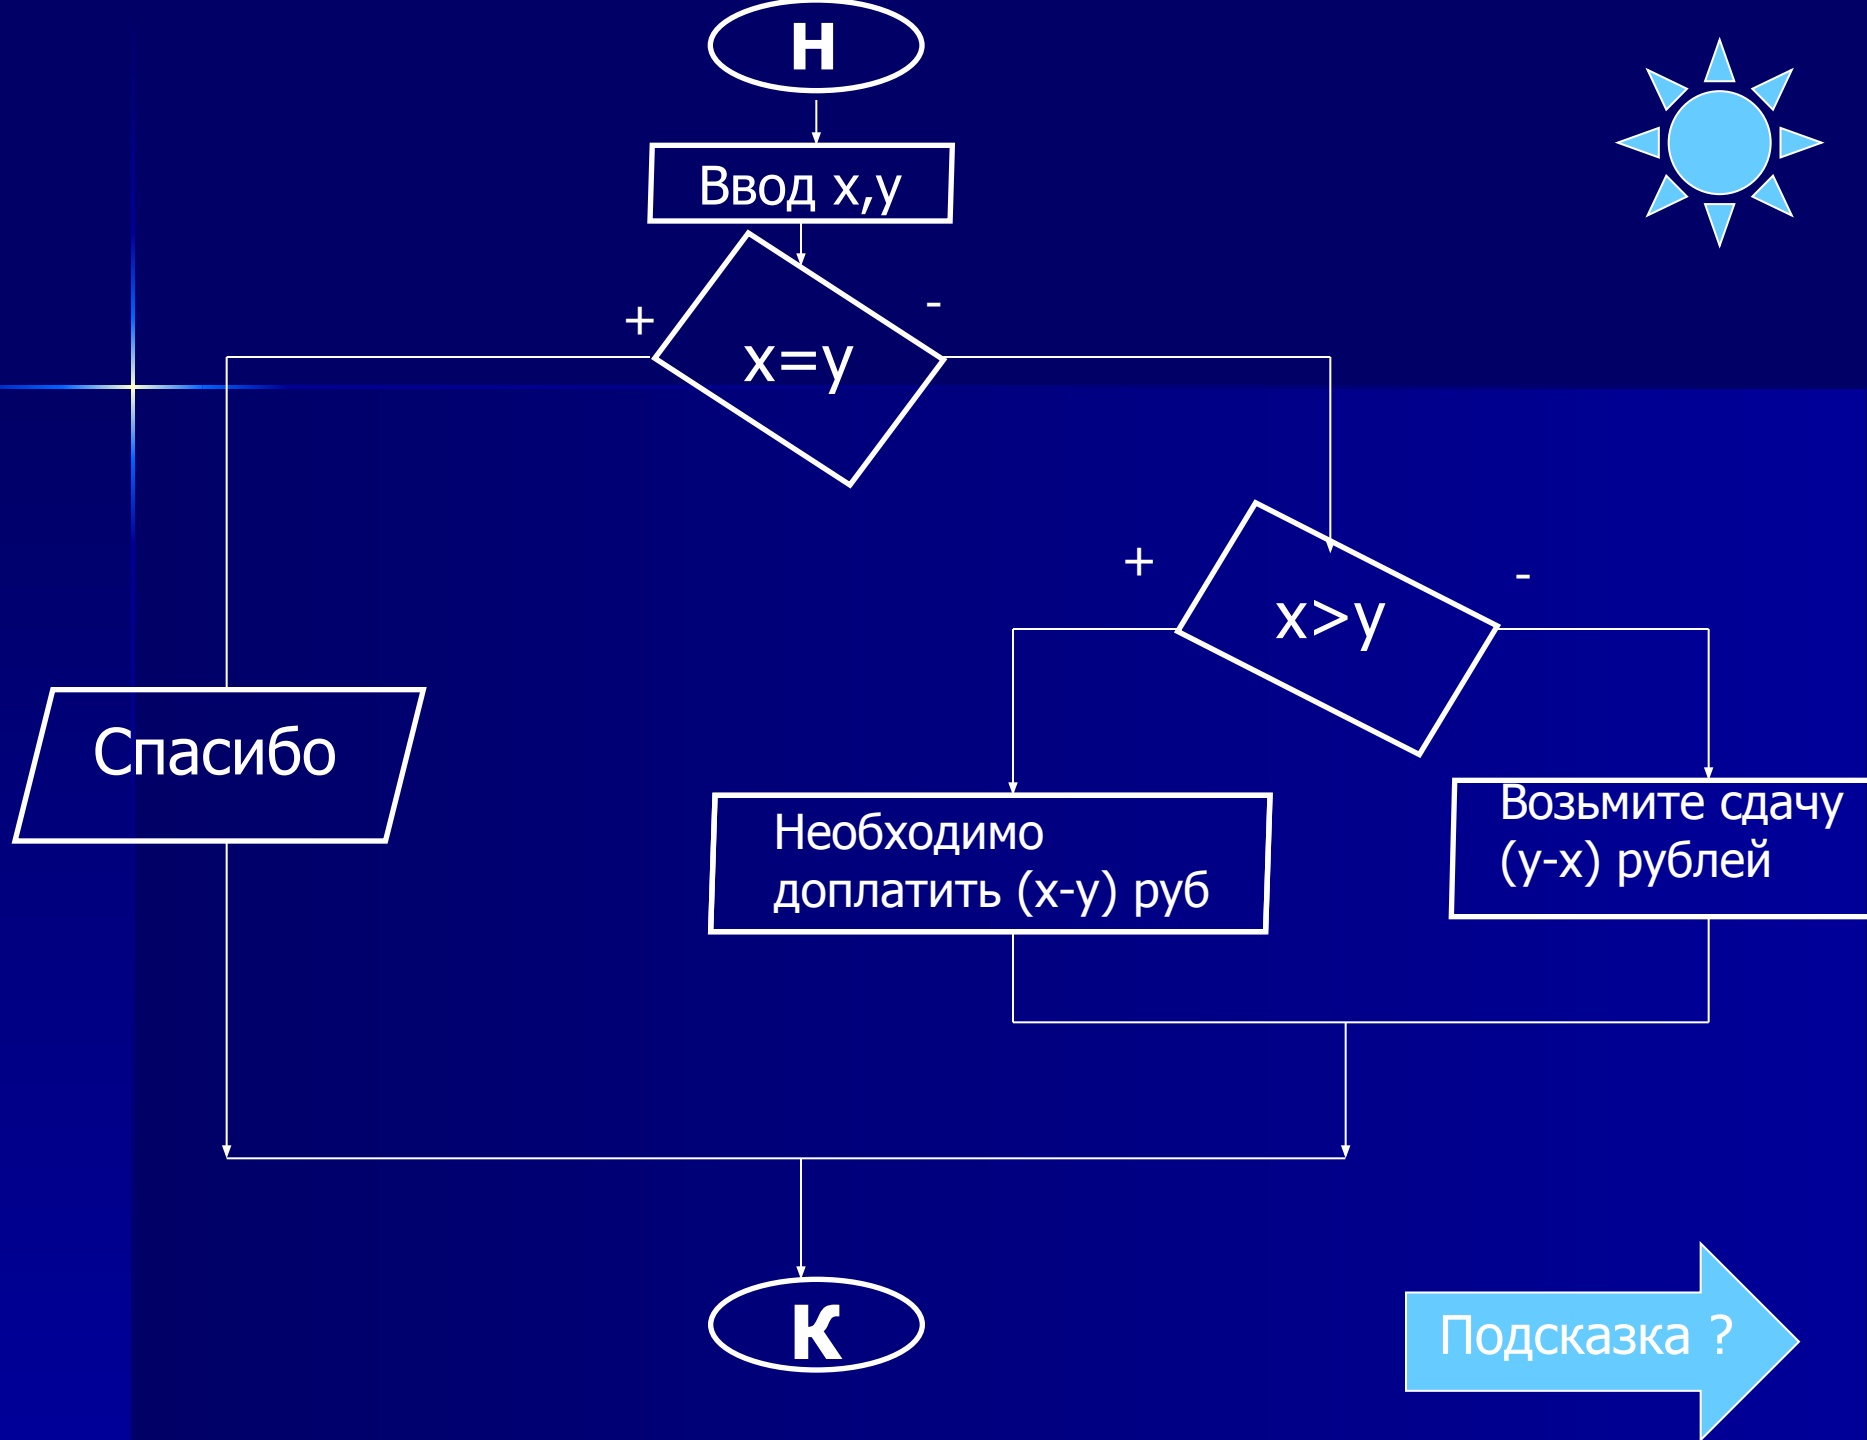 н
Ввод х,у
+
-
х=у
+
-
х>у
Спасибо
Необходимо
доплатить (х-у) руб
Возьмите сдачу
(у-х) рублей
к
Подсказка ?